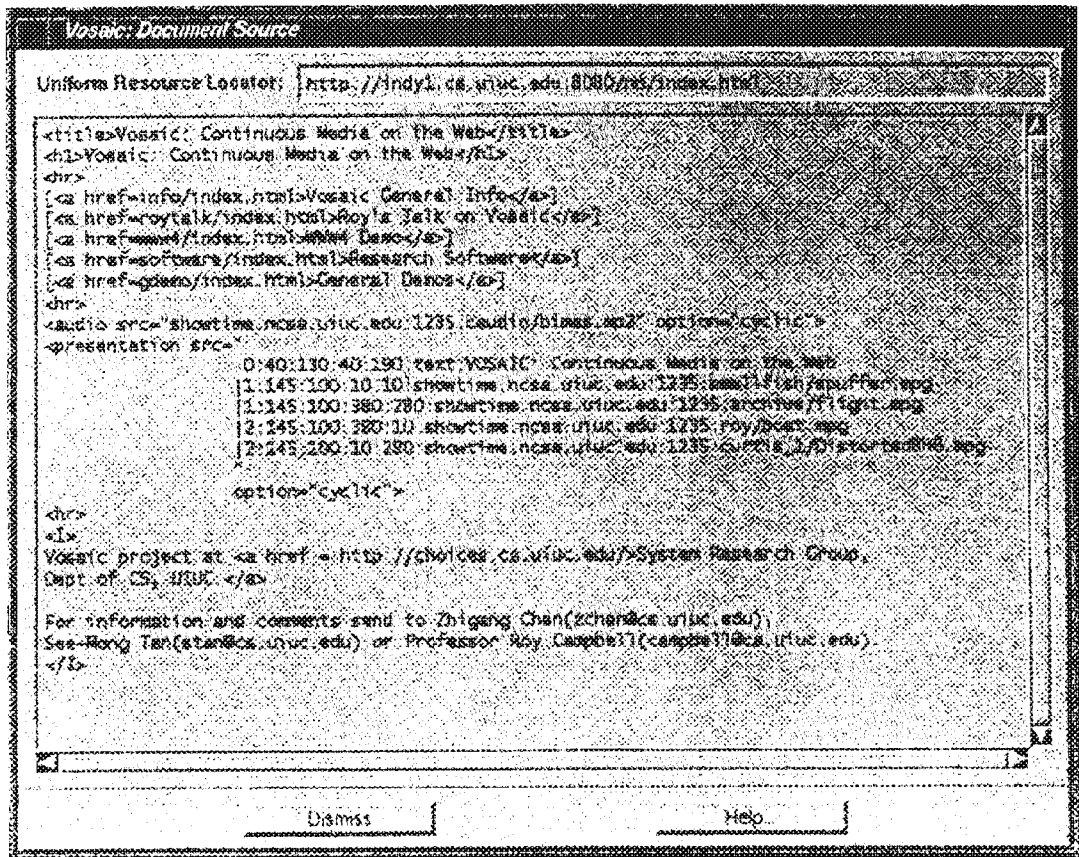 Vosaic: Document Source
Uniform Resource Locator: http://indy1.cs.uiuc.edu:8080/
<title>Vosaic: Continuous Media on the Web</title>
<h1>Vosaic: Continuous Media on the Web</h1>
<hr>
[<a href=info/index.html>Vosaic General Info</a>]
[<a href=roytalk/index.html>Roy's Talk on Vosaic</a>]
[<a href=www4/index.html>WWW4 Demo</a>]
[<a href=software/index.html>Research Software</a>]
[<a href=gdemo/index.html>General Demos</a>]
<hr>
<audio src="showtime.ncsa.uiuc.edu:1235:caudio/bimas.mp2" option="cyclic">
<presentation src="
0:40:130:40:190:text:VOSAIC: Continuous Media on the Web
|1:145:100:10:10:showtime.ncsa.uiuc.edu:1235:smallfish/apuffer.mpg
|1:145:100:380:280:showtime.ncsa.uiuc.edu:1235:archive/flight.mpg
|2:145:100:380:10:showtime.ncsa.uiuc.edu:1235:roy/boat.mpg
|2:145:100:10:280:showtime.ncsa.uiuc.edu:1235:
"
option="cyclic">
<hr>
<I>
Vosaic project at <a href = http://choices.cs.uiuc.edu/>System Research Group,
Dept of CS, UIUC.</a>
For information and comments send to Zhigang Chen(zchen@cs.uiuc.edu),
See-Mong Tan(stan@cs.uiuc.edu) or Professor Roy Campbell(campbell@cs.uiuc.edu).
</I>
Dismiss
Help...